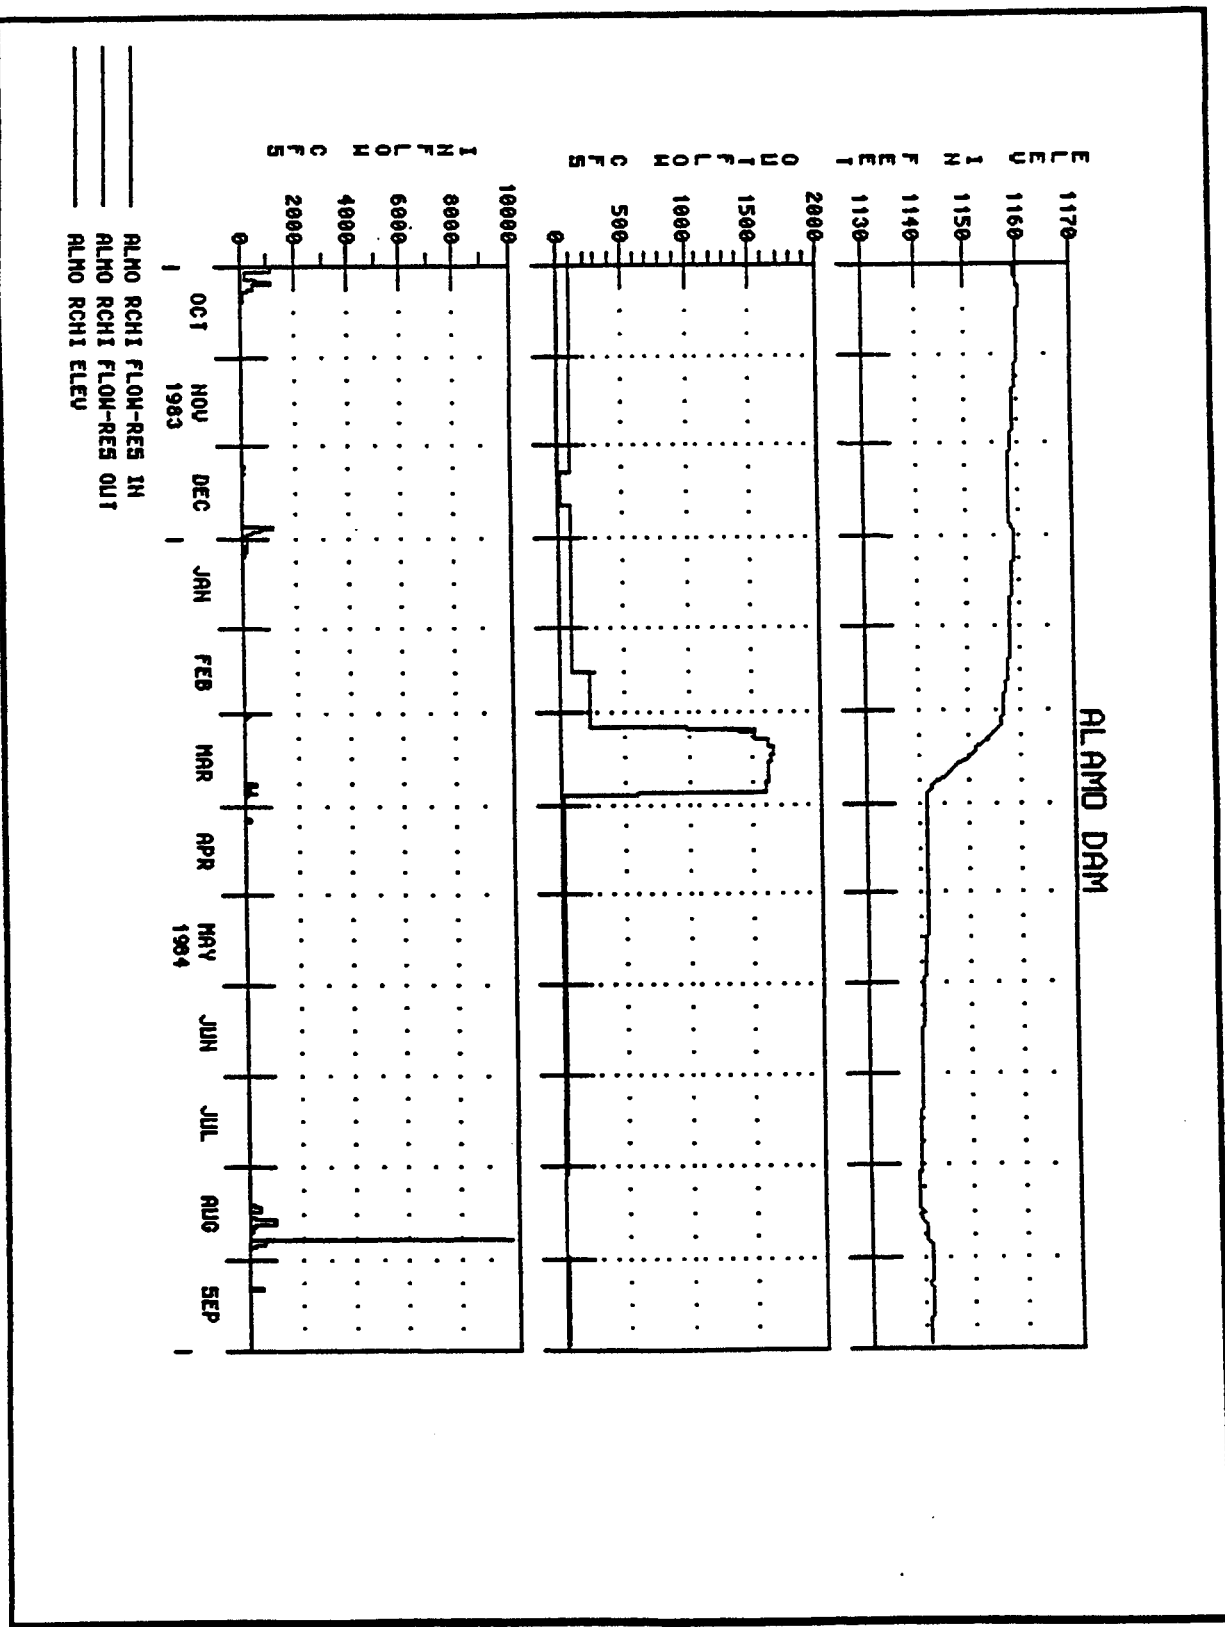 ALAMO DAM
ELEV IN FEET
1170
1160
1150
1140
1130
OUTFLOW CFS
2000
1500
1000
500
0
INFLOW CFS
10000
8000
6000
4000
2000
0
OCT NOV DEC JAN FEB MAR APR MAY JUN JUL AUG SEP
1983 1984
ALMO RCHI FLOW-RES IN
ALMO RCHI FLOW-RES OUT
ALMO RCHI ELEV